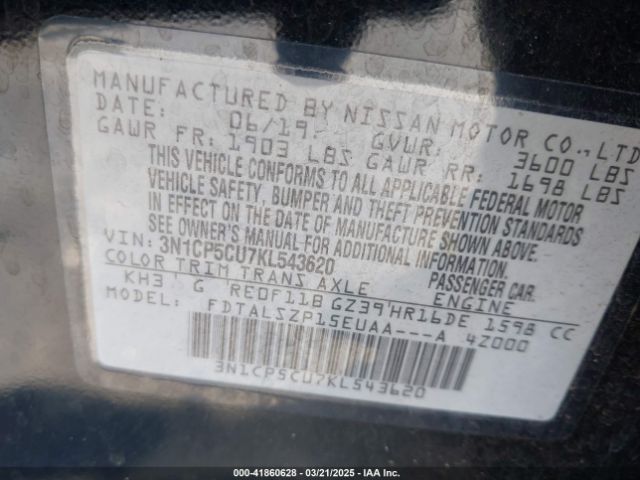 MANUFACTURED BY NISSAN MOTOR CO., LTD
DATE: 06/19 GVWR: 3600 LBS
GAWR FR: 1903 LBS GAWR RR: 1698 LBS
THIS VEHICLE CONFORMS TO ALL APPLICABLE FEDERAL MOTOR
VEHICLE SAFETY, BUMPER AND THEFT PREVENTION STANDARDS
IN EFFECT ON THE DATE OF MANUFACTURE SHOWN ABOVE.
SEE OWNER'S MANUAL FOR ADDITIONAL INFORMATION.
VIN: 3N1CP5CU7KL543620 PASSENGER CAR
COLOR TRIM TRANS AXLE ENGINE
KH3 G RE0F11B GZ39 HR16DE 1598 CC
MODEL: FDTALSZP15EUAA---A 4Z000
3N1CP5CU7KL543620
000-41860628 — 03/21/2025 — IAA Inc.